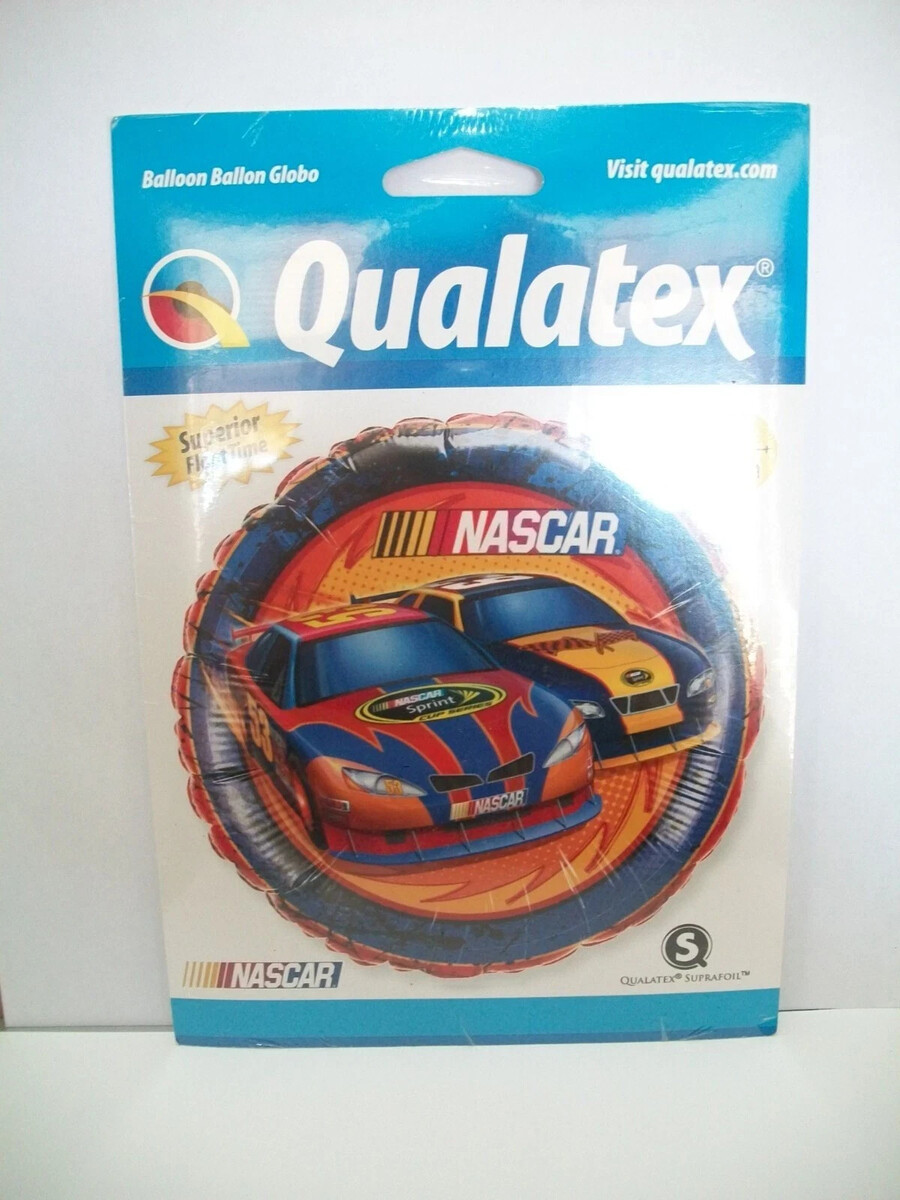 Balloon Ballon Globo
Visit qualatex.com
Qualatex®
Superior
Float Time
NASCAR
NASCAR
Sprint
CUP SERIES
NASCAR
NASCAR
S
QUALATEX® SUPRAFOIL™